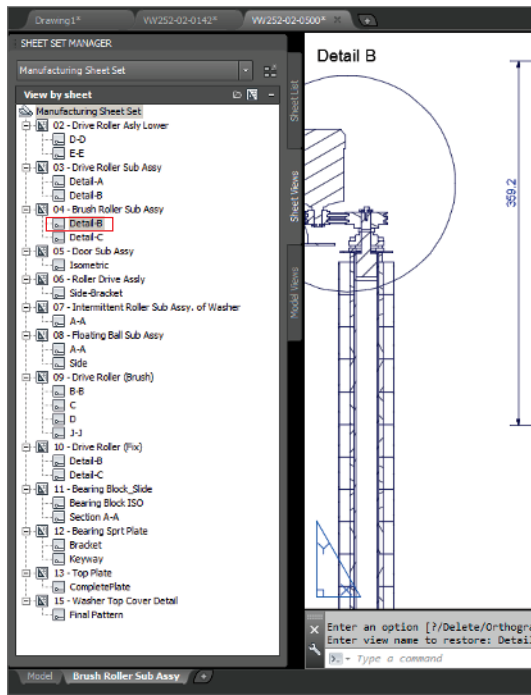 Drawing1*
VW252-02-0142*
VW252-02-0500*
SHEET SET MANAGER
Manufacturing Sheet Set
View by sheet
Manufacturing Sheet Set
02 - Drive Roller Asly Lower
D-D
E-E
03 - Drive Roller Sub Assy
Detail-A
Detail-B
04 - Brush Roller Sub Assy
Detail-B
Detail-C
05 - Door Sub Assy
Isometric
06 - Roller Drive Assly
Side-Bracket
07 - Intermittent Roller Sub Assy. of Washer
A-A
08 - Floating Ball Sub Assy
A-A
Side
09 - Drive Roller (Brush)
B-B
C
D
J-J
10 - Drive Roller (Fix)
Detail-B
Detail-C
11 - Bearing Block_Slide
Bearing Block ISO
Section A-A
12 - Bearing Sprt Plate
Bracket
Keyway
13 - Top Plate
CompletePlate
15 - Washer Top Cover Detail
Final Pattern
Sheet List
Sheet Views
Model Views
Detail B
359.2
Y
X
Enter an option [?/Delete/Orthogra
Enter view name to restore: Detail
Type a command
Model
Brush Roller Sub Assy